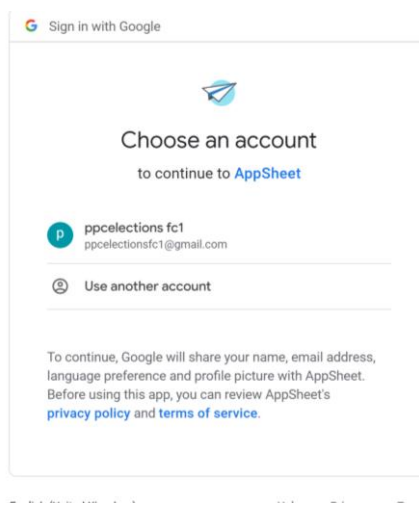 Sign in with Google
Choose an account
to continue to AppSheet
p
ppcelections fc1
ppcelectionsfc1@gmail.com
Use another account
To continue, Google will share your name, email address,
language preference and profile picture with AppSheet.
Before using this app, you can review AppSheet's
privacy policy and terms of service.